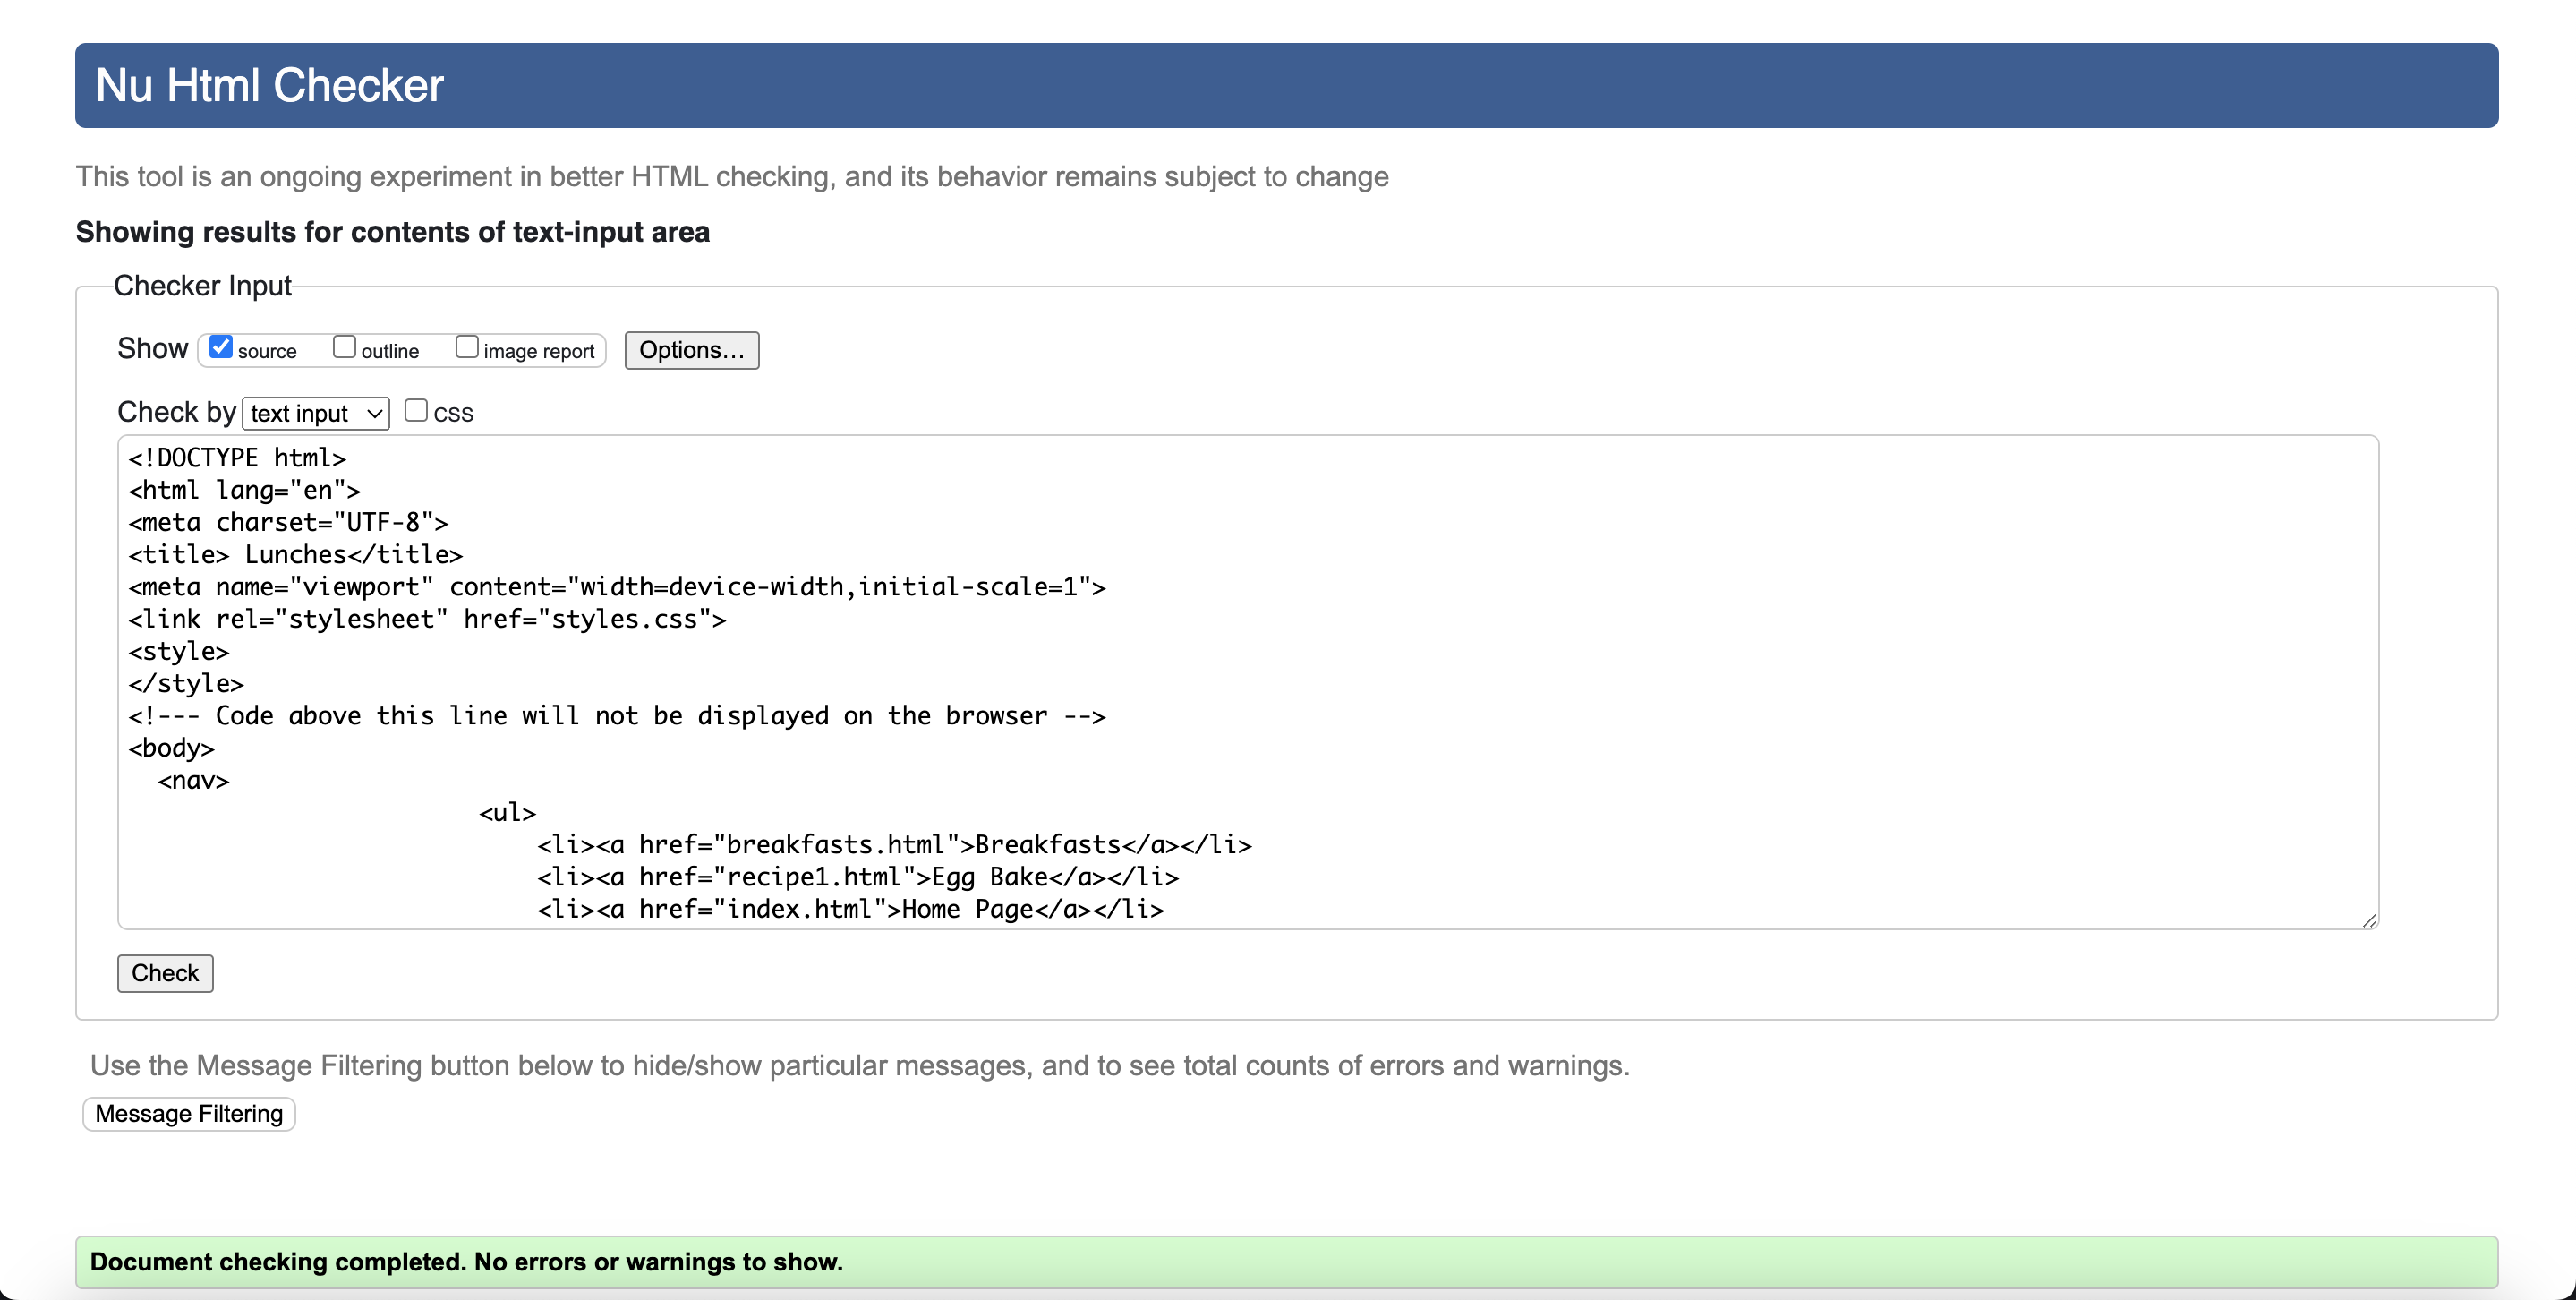 Nu Html Checker
This tool is an ongoing experiment in better HTML checking, and its behavior remains subject to change
Showing results for contents of text-input area
Checker Input
Show source outline image report Options...
Check by text input css
<!DOCTYPE html>
<html lang="en">
<meta charset="UTF-8">
<title> Lunches</title>
<meta name="viewport" content="width=device-width,initial-scale=1">
<link rel="stylesheet" href="styles.css">
<style>
</style>
<!--- Code above this line will not be displayed on the browser -->
<body>
<nav>
<ul>
<li><a href="breakfasts.html">Breakfasts</a></li>
<li><a href="recipe1.html">Egg Bake</a></li>
<li><a href="index.html">Home Page</a></li>
Check
Use the Message Filtering button below to hide/show particular messages, and to see total counts of errors and warnings.
Message Filtering
Document checking completed. No errors or warnings to show.